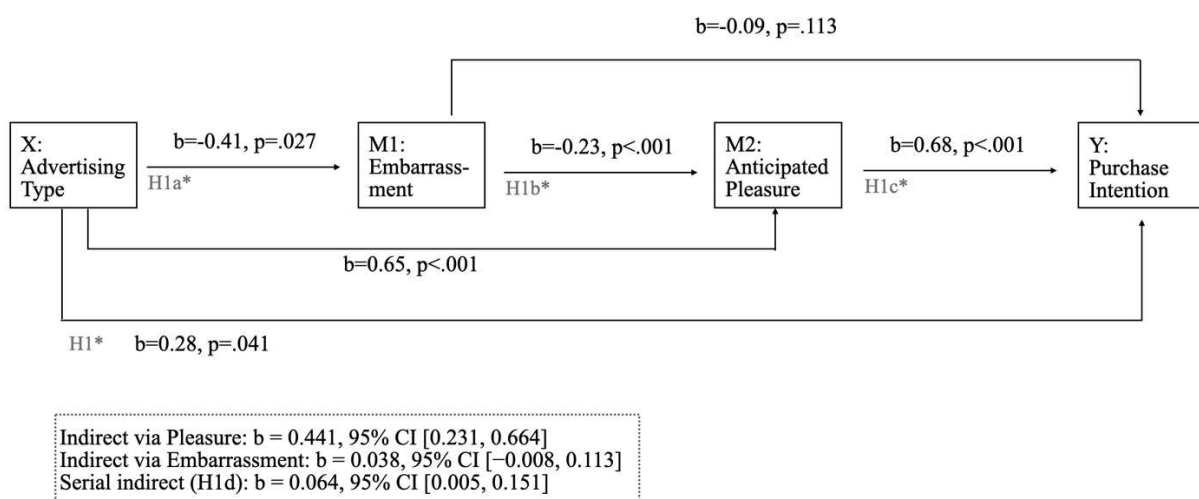 b=-0.09, p=.113
X:
Advertising
Type
b=-0.41, p=.027
H1a*
M1:
Embarrass-
ment
b=-0.23, p<.001
H1b*
M2:
Anticipated
Pleasure
b=0.68, p<.001
H1c*
Y:
Purchase
Intention
b=0.65, p<.001
H1* b=0.28, p=.041
Indirect via Pleasure: b = 0.441, 95% CI [0.231, 0.664]
Indirect via Embarrassment: b = 0.038, 95% CI [−0.008, 0.113]
Serial indirect (H1d): b = 0.064, 95% CI [0.005, 0.151]